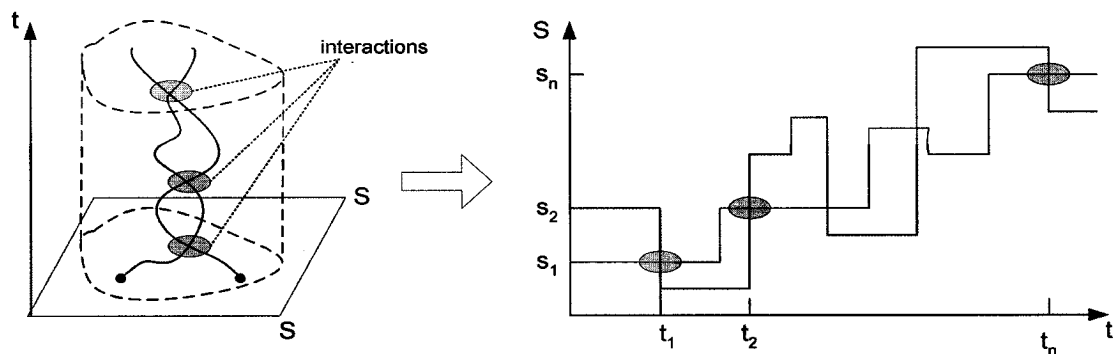 t
interactions
S
S
S
s_n
s_2
s_1
t_1
t_2
t_n
t